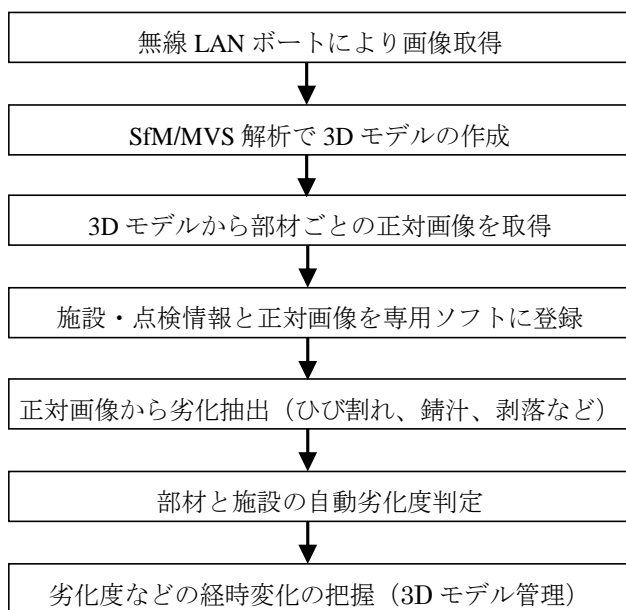 無線 LAN ボートにより画像取得
SfM/MVS 解析で 3D モデルの作成
3D モデルから部材ごとの正対画像を取得
施設・点検情報と正対画像を専用ソフトに登録
正対画像から劣化抽出（ひび割れ、錆汁、剥落など）
部材と施設の自動劣化度判定
劣化度などの経時変化の把握（3D モデル管理）